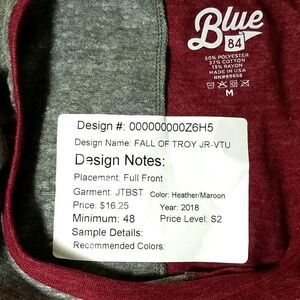 Blue
84
50% POLYESTER
37% COTTON
13% RAYON
MADE IN USA
RN#99658
M
Design #: 000000000Z6H5
Design Name: FALL OF TROY JR-VTU
Design Notes:
Placement: Full Front
Garment: JTBST Color: Heather/Maroon
Price: $16.25 Year: 2018
Minimum: 48 Price Level: S2
Sample Details:
Recommended Colors: